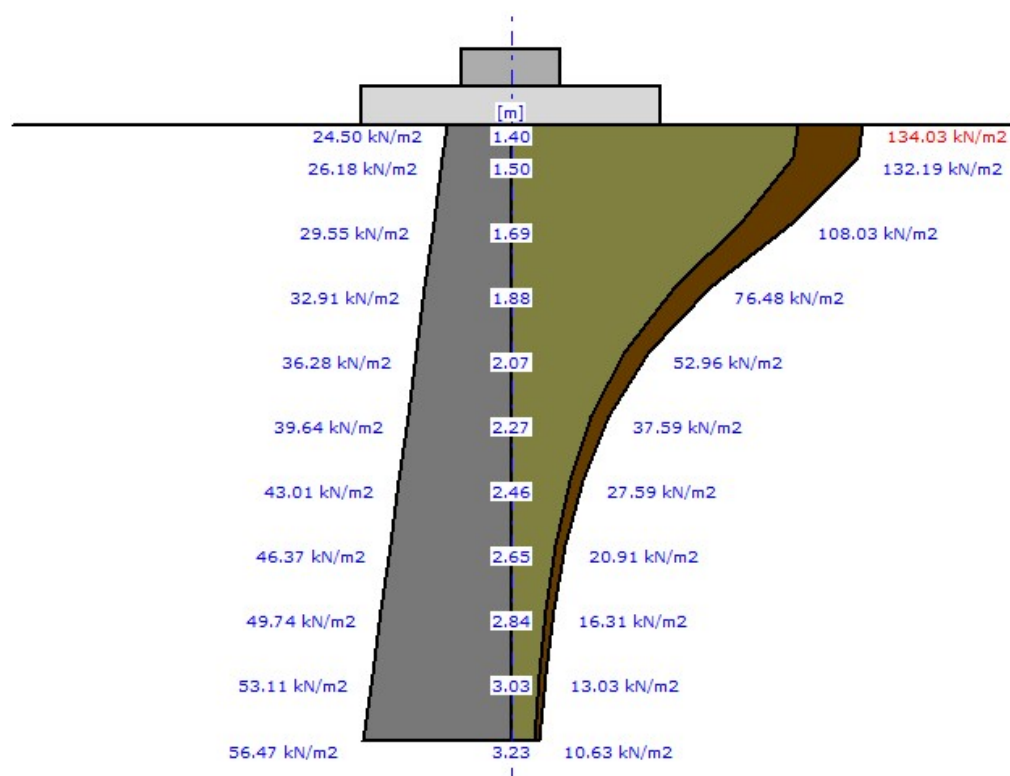 [m]
24.50 kN/m2 1.40 134.03 kN/m2
26.18 kN/m2 1.50 132.19 kN/m2
29.55 kN/m2 1.69 108.03 kN/m2
32.91 kN/m2 1.88 76.48 kN/m2
36.28 kN/m2 2.07 52.96 kN/m2
39.64 kN/m2 2.27 37.59 kN/m2
43.01 kN/m2 2.46 27.59 kN/m2
46.37 kN/m2 2.65 20.91 kN/m2
49.74 kN/m2 2.84 16.31 kN/m2
53.11 kN/m2 3.03 13.03 kN/m2
56.47 kN/m2 3.23 10.63 kN/m2